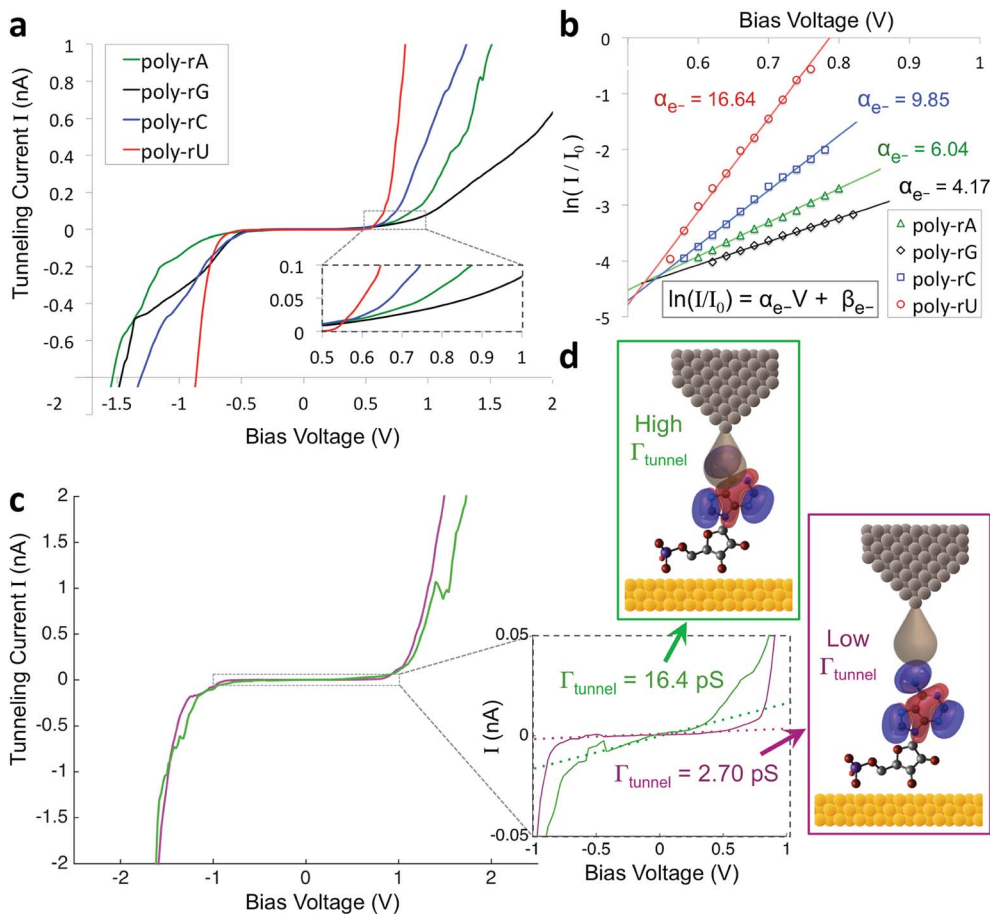 a
Tunneling Current I (nA)
1
0.8
0.6
0.4
0.2
0
-0.2
-0.4
-0.6
poly-rA
poly-rG
poly-rC
poly-rU
0.1
0.05
0
0.5 0.6 0.7 0.8 0.9 1
-2 -1.5 -1 -0.5 0 0.5 1 1.5 2
Bias Voltage (V)
b
Bias Voltage (V)
0.6 0.7 0.8 0.9 1
ln( I / I0)
0
-1
-2
-3
-4
-5
αe− = 16.64
αe− = 9.85
αe− = 6.04
αe− = 4.17
poly-rA
poly-rG
poly-rC
poly-rU
ln(I/I0) = αe−V + βe−
c
Tunneling Current I (nA)
2
1.5
1
0.5
0
-0.5
-1
-1.5
-2
-2 -1 0 1 2
Bias Voltage (V)
I (nA)
0.05
0
-0.05
-1 -0.5 0 0.5 1
Bias Voltage (V)
Γtunnel = 16.4 pS
Γtunnel = 2.70 pS
d
High
Γtunnel
Low
Γtunnel